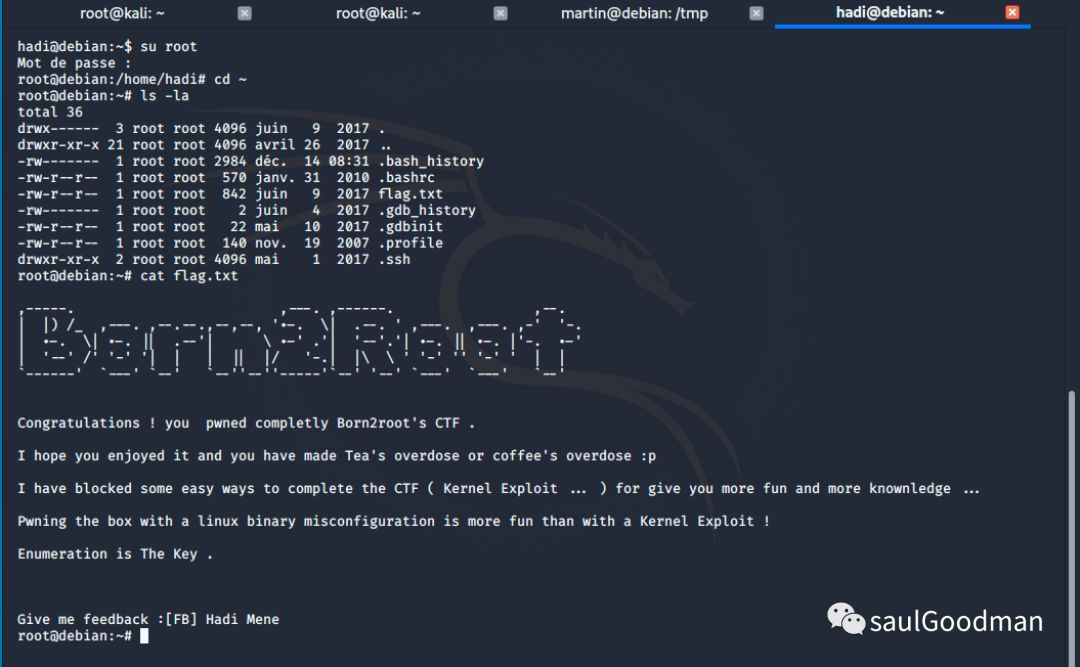 root@kali: ~
root@kali: ~
martin@debian: /tmp
hadi@debian: ~
hadi@debian:~$ su root
Mot de passe :
root@debian:/home/hadi# cd ~
root@debian:~# ls -la
total 36
drwx------  3 root root 4096 juin   9  2017 .
drwxr-xr-x 21 root root 4096 avril 26  2017 ..
-rw-------  1 root root 2984 déc.  14 08:31 .bash_history
-rw-r--r--  1 root root  570 janv. 31  2010 .bashrc
-rw-r--r--  1 root root  842 juin   9  2017 flag.txt
-rw-------  1 root root    2 juin   4  2017 .gdb_history
-rw-r--r--  1 root root   22 mai   10  2017 .gdbinit
-rw-r--r--  1 root root  140 nov.  19  2007 .profile
drwxr-xr-x  2 root root 4096 mai    1  2017 .ssh
root@debian:~# cat flag.txt
Born2Root
Congratulations ! you  pwned completly Born2root's CTF .
I hope you enjoyed it and you have made Tea's overdose or coffee's overdose :p
I have blocked some easy ways to complete the CTF ( Kernel Exploit ... ) for give you more fun and more knownledge ...
Pwning the box with a linux binary misconfiguration is more fun than with a Kernel Exploit !
Enumeration is The Key .
Give me feedback :[FB] Hadi Mene
root@debian:~#
saulGoodman